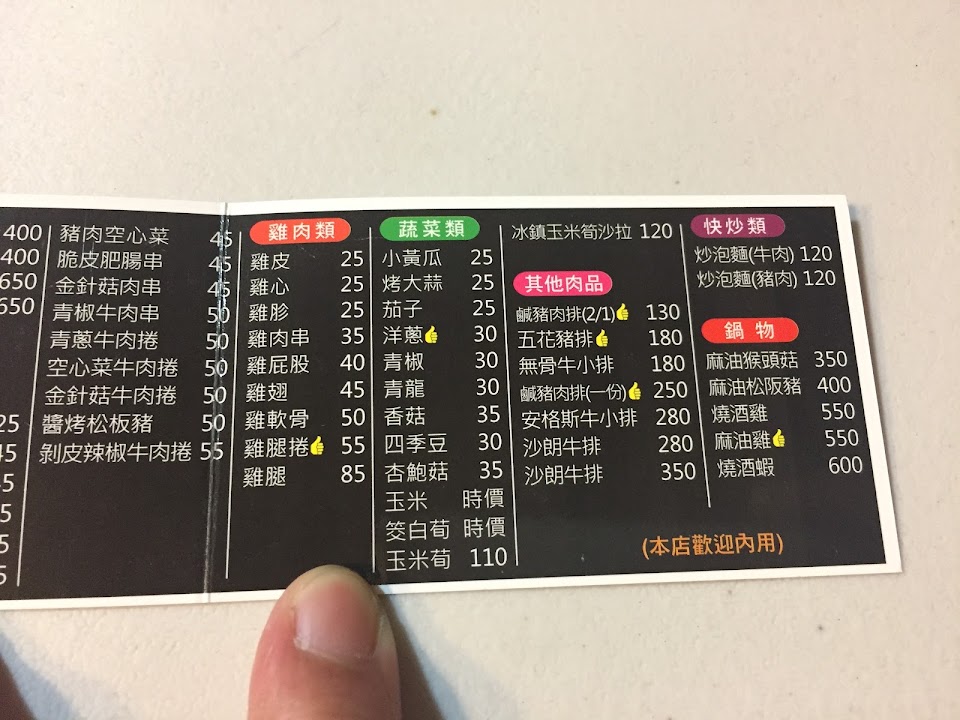 400
400
650
650
25
45
豬肉空心菜 45
脆皮肥腸串 45
金針菇肉串 45
青椒牛肉串 50
青蔥牛肉捲 50
空心菜牛肉捲 50
金針菇牛肉捲 50
醬烤松板豬 50
剝皮辣椒牛肉捲 55
雞肉類
雞皮 25
雞心 25
雞胗 25
雞肉串 35
雞屁股 40
雞翅 45
雞軟骨 50
雞腿捲 55
雞腿 85
蔬菜類
小黃瓜 25
烤大蒜 25
茄子 25
洋蔥 30
青椒 30
青龍 30
香菇 35
四季豆 30
杏鮑菇 35
玉米 時價
筊白荀 時價
玉米荀 110
冰鎮玉米筍沙拉 120
其他肉品
鹹豬肉排(2/1) 130
五花豬排 180
無骨牛小排 180
鹹豬肉排(一份) 250
安格斯牛小排 280
沙朗牛排 280
沙朗牛排 350
快炒類
炒泡麵(牛肉) 120
炒泡麵(豬肉) 120
鍋物
麻油猴頭菇 350
麻油松阪豬 400
燒酒雞 550
麻油雞 550
燒酒蝦 600
(本店歡迎內用)